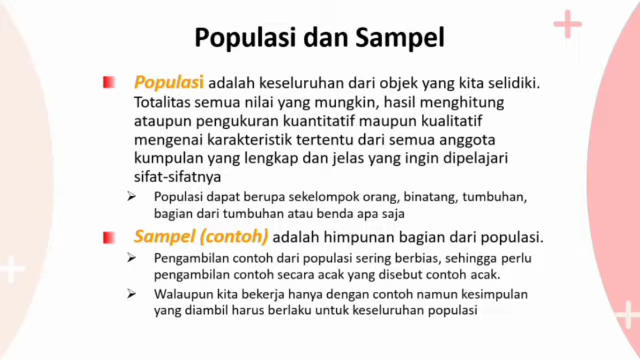 Populasi dan Sampel
Populasi adalah keseluruhan dari objek yang kita selidiki.
Totalitas semua nilai yang mungkin, hasil menghitung
ataupun pengukuran kuantitatif maupun kualitatif
mengenai karakteristik tertentu dari semua anggota
kumpulan yang lengkap dan jelas yang ingin dipelajari
sifat-sifatnya
Populasi dapat berupa sekelompok orang, binatang, tumbuhan,
bagian dari tumbuhan atau benda apa saja
Sampel (contoh) adalah himpunan bagian dari populasi.
Pengambilan contoh dari populasi sering berbias, sehingga perlu
pengambilan contoh secara acak yang disebut contoh acak.
Walaupun kita bekerja hanya dengan contoh namun kesimpulan
yang diambil harus berlaku untuk keseluruhan populasi